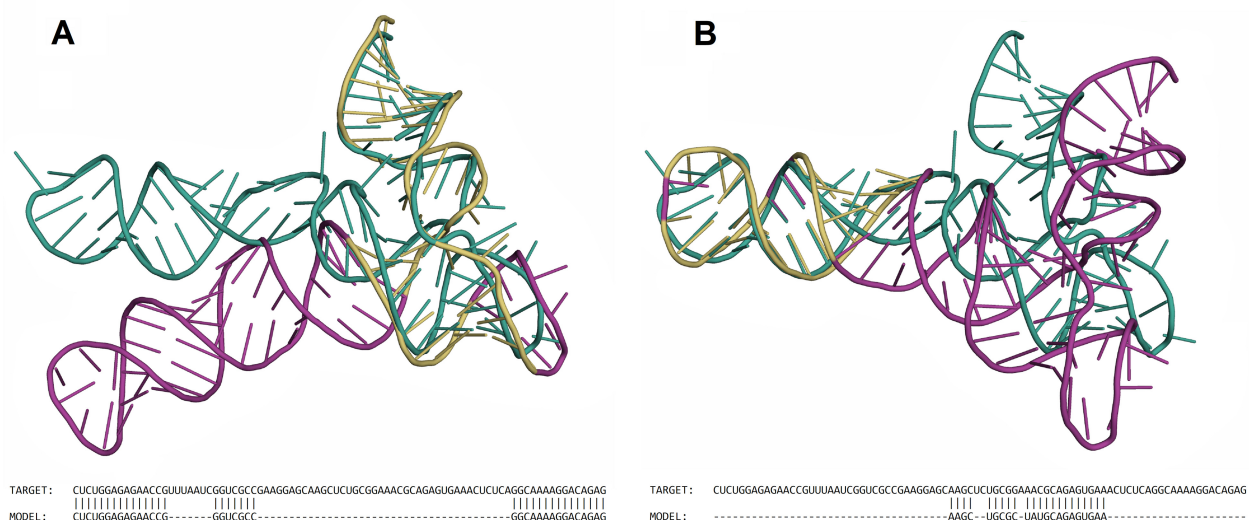 A
B
TARGET: CUCUGGAGAGAACCGUUUAAUCGGUCGCCGAAGGAGCAAGCUCUGCGGAAACGCAGAGUGAAACUCUCAGGCAAAAGGACAGAG
MODEL: CUCUGGAGAGAACCG-------GGUCGCC----------------------------------------GGCAAAAGGACAGAG
TARGET: CUCUGGAGAGAACCGUUUAAUCGGUCGCCGAAGGAGCAAGCUCUGCGGAAACGCAGAGUGAAACUCUCAGGCAAAAGGACAGAG
MODEL: -------------------------------------AAGC--UGCGC-UAUGCAGAGUGAA----------------------